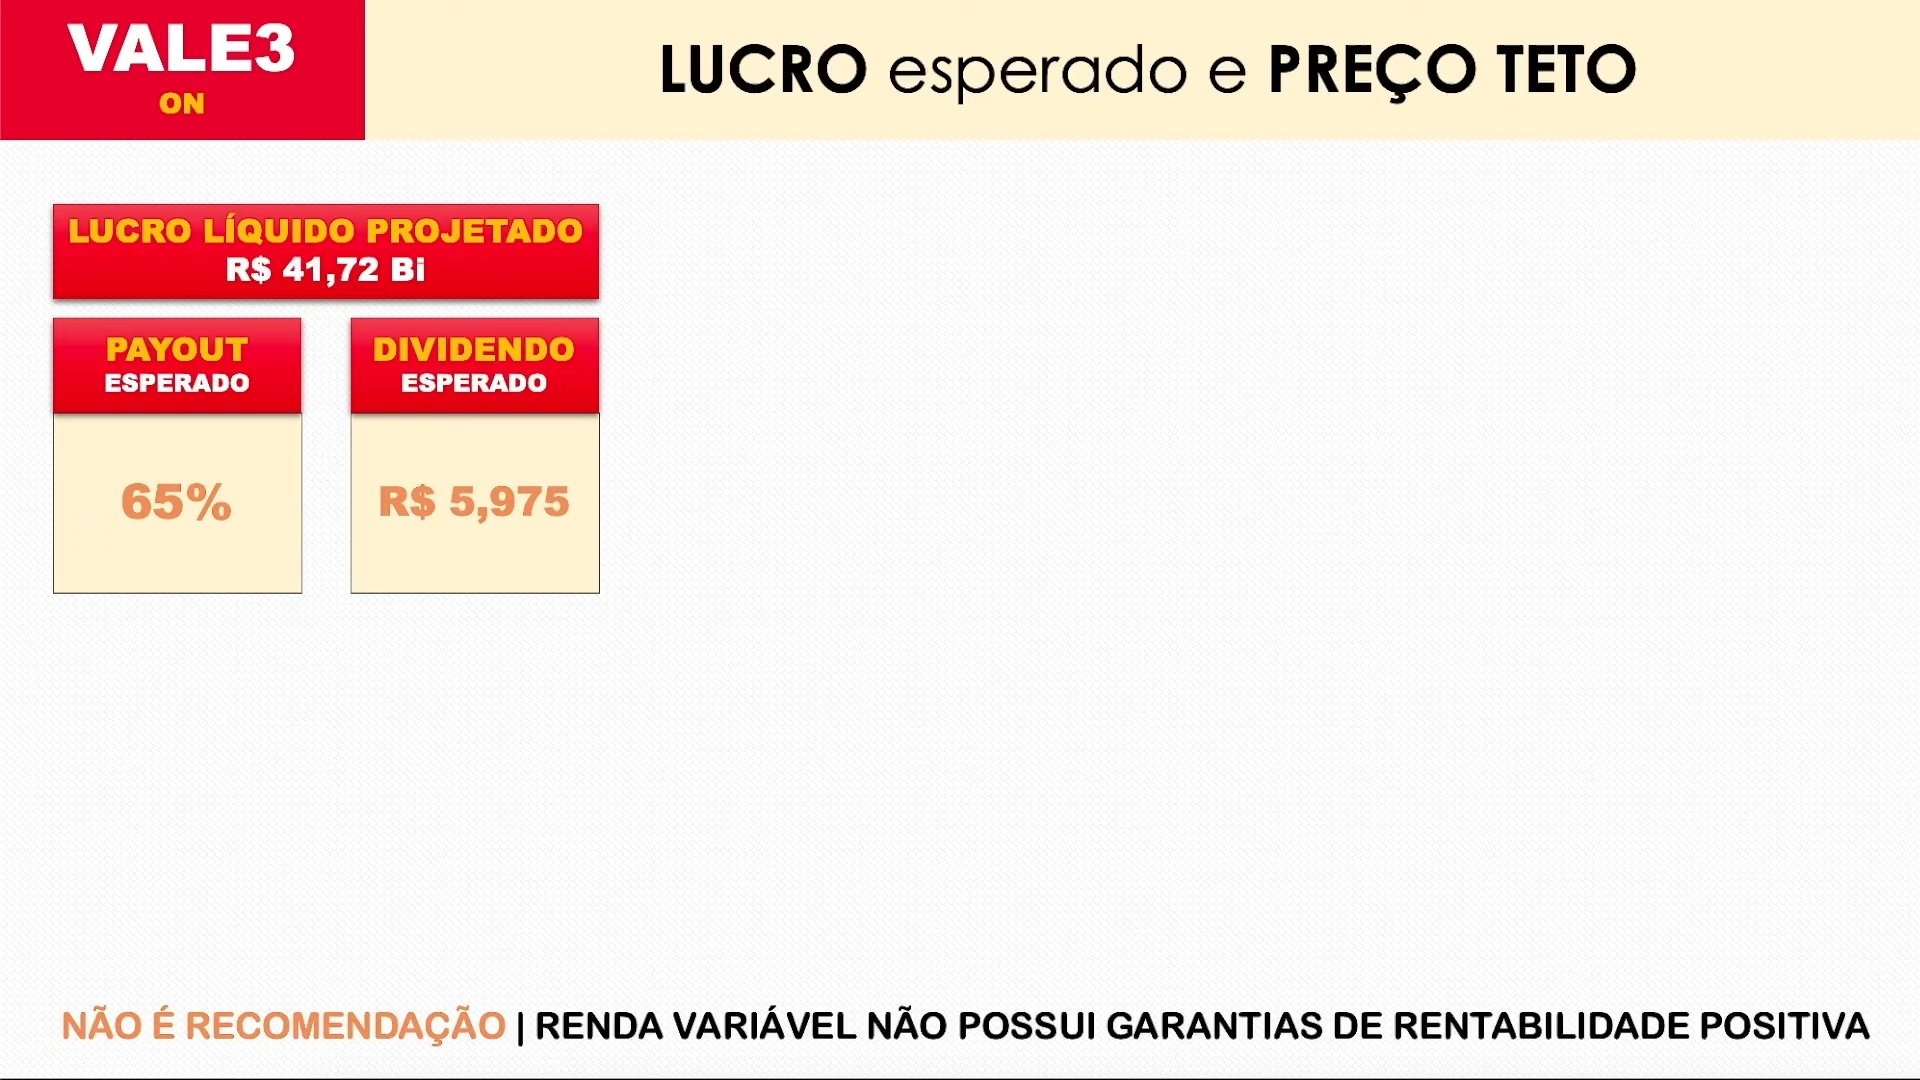 VALE3
ON
LUCRO esperado e PREÇO TETO
LUCRO LÍQUIDO PROJETADO
R$ 41,72 Bi
PAYOUT
ESPERADO
65%
DIVIDENDO
ESPERADO
R$ 5,975
NÃO É RECOMENDAÇÃO | RENDA VARIÁVEL NÃO POSSUI GARANTIAS DE RENTABILIDADE POSITIVA